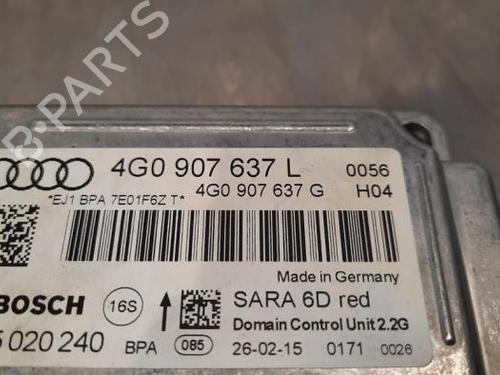 B-PARTS
4G0 907 637 L 0056
*EJ1 BPA 7E01F6Z T* 4G0 907 637 G H04
Made in Germany
BOSCH 16S SARA 6D red
Domain Control Unit 2.2G
5 020 240 BPA 085 26-02-15 0171 0026